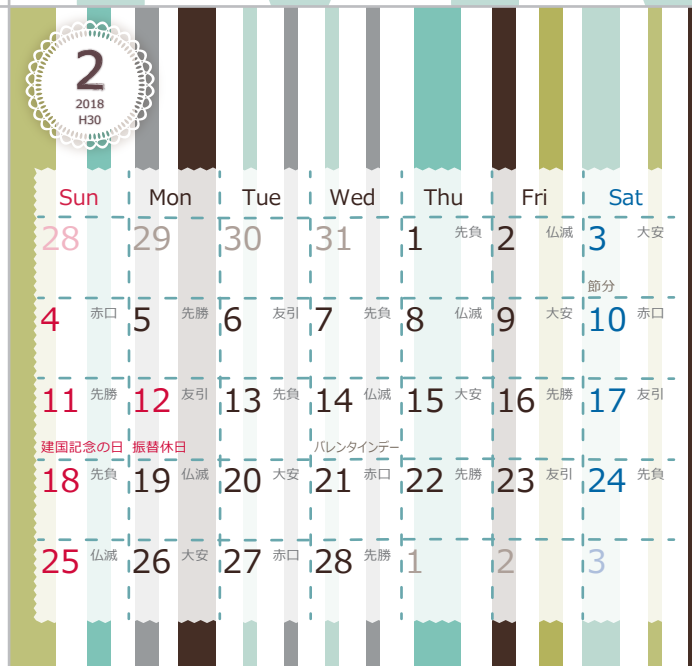 2
2018
H30
Sun Mon Tue Wed Thu Fri Sat
28 29 30 31 1 先負 2 仏滅 3 大安
節分
4 赤口 5 先勝 6 友引 7 先負 8 仏滅 9 大安 10 赤口
11 先勝 12 友引 13 先負 14 仏滅 15 大安 16 先勝 17 友引
建国記念の日 振替休日 バレンタインデー
18 先負 19 仏滅 20 大安 21 赤口 22 先勝 23 友引 24 先負
25 仏滅 26 大安 27 赤口 28 先勝 1 2 3